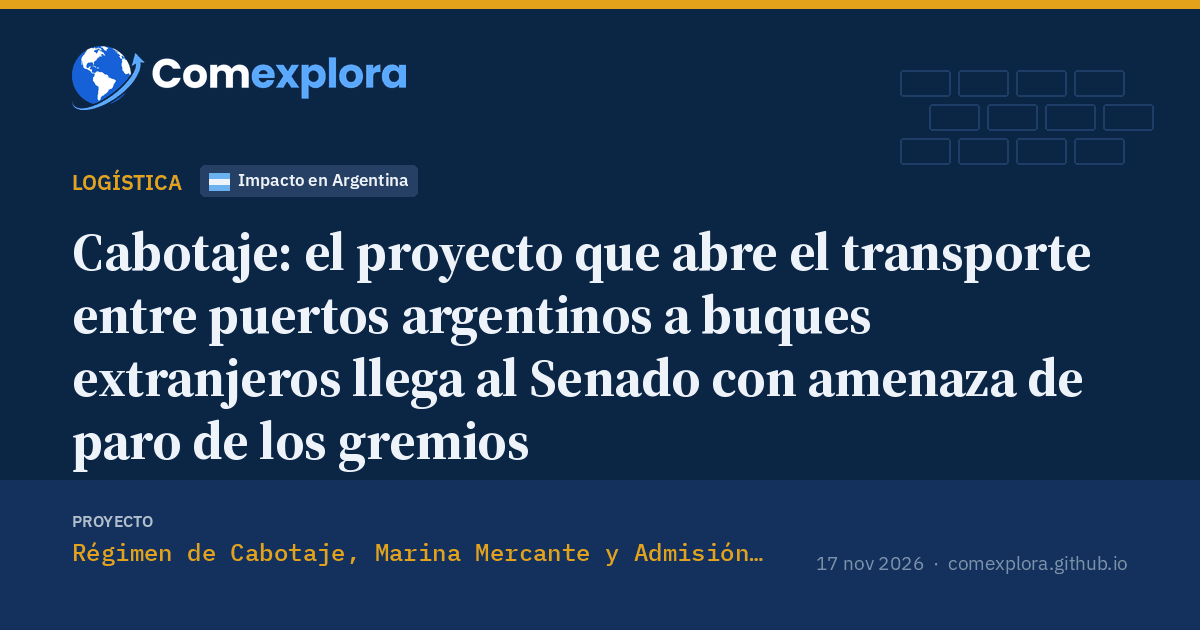 Comexplora
LOGÍSTICA
Impacto en Argentina
Cabotaje: el proyecto que abre el transporte
entre puertos argentinos a buques
extranjeros llega al Senado con amenaza de
paro de los gremios
PROYECTO
Régimen de Cabotaje, Marina Mercante y Admisión…
17 nov 2026 · comexplora.github.io